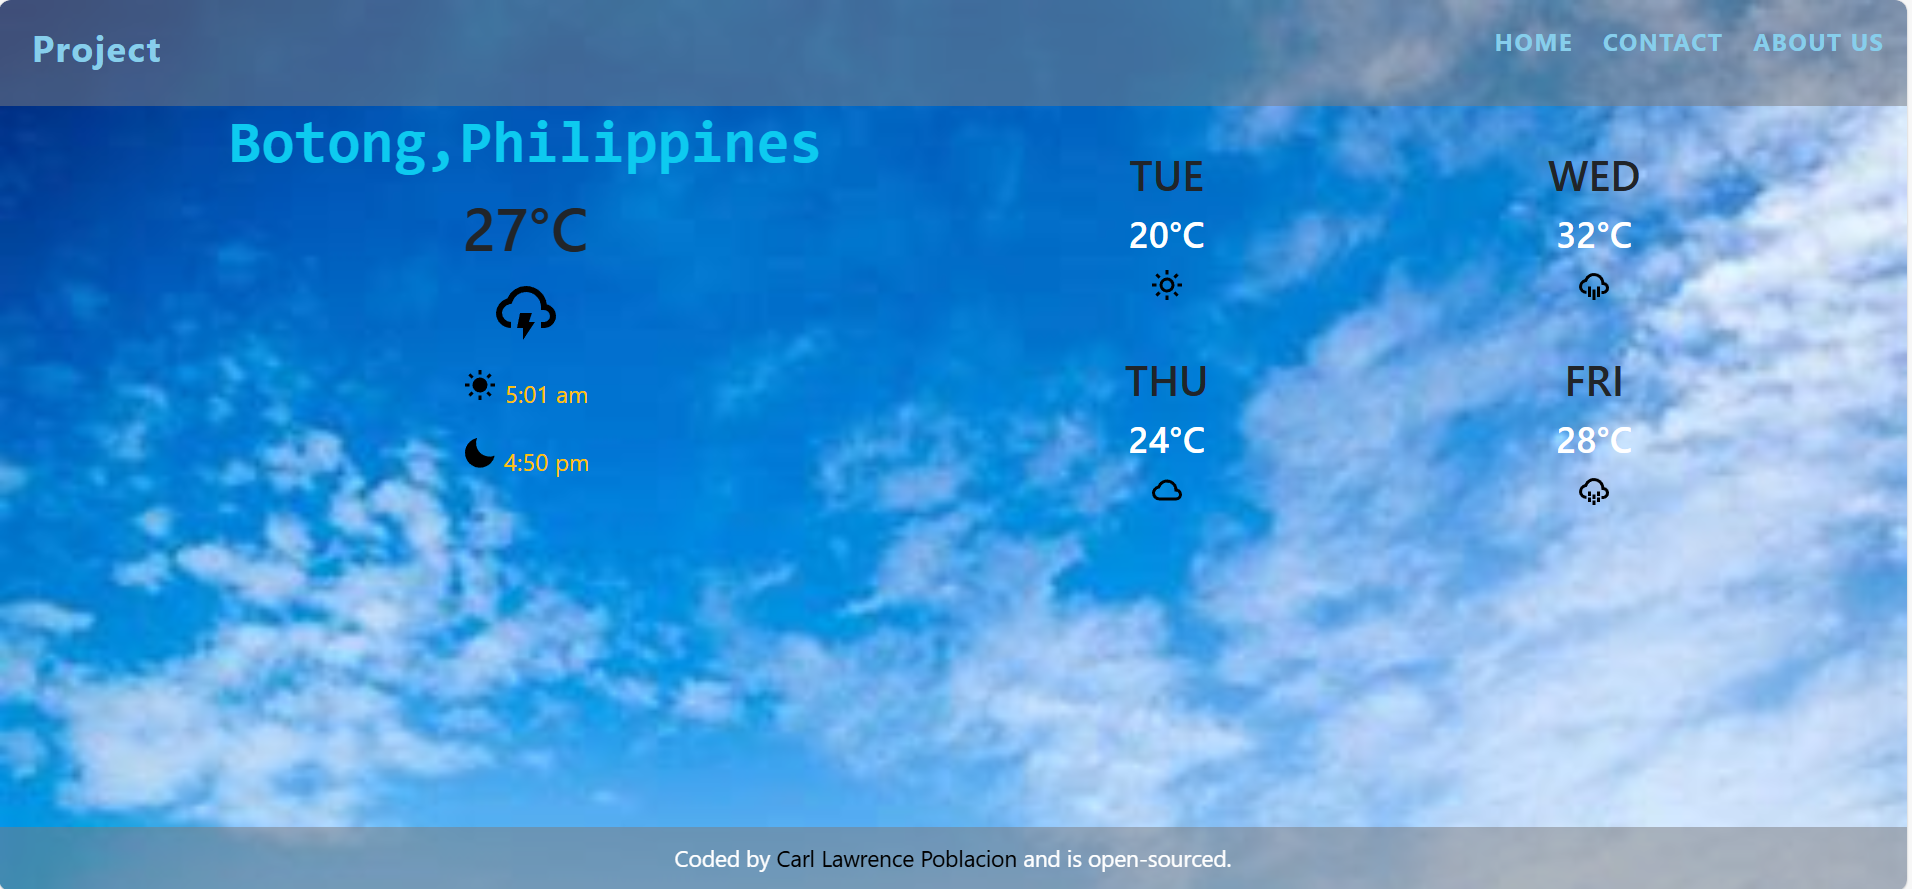 Project
HOME CONTACT ABOUT US
Botong,Philippines
27°C
5:01 am
4:50 pm
TUE
20°C
WED
32°C
THU
24°C
FRI
28°C
Coded by Carl Lawrence Poblacion and is open-sourced.